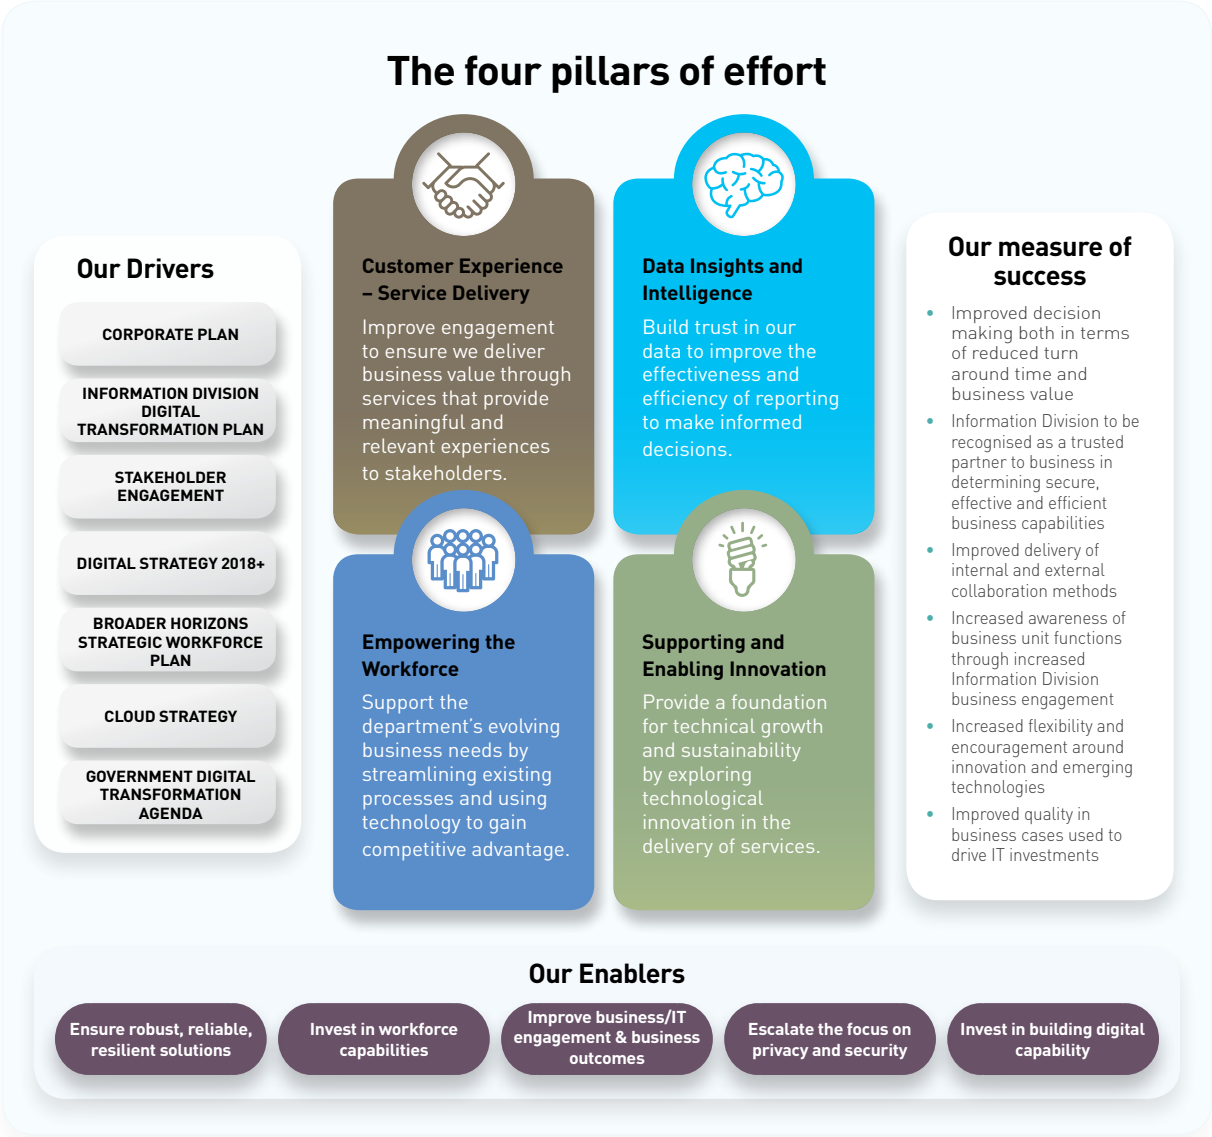 The four pillars of effort
Our Drivers
CORPORATE PLAN
INFORMATION DIVISION
DIGITAL
TRANSFORMATION PLAN
STAKEHOLDER
ENGAGEMENT
DIGITAL STRATEGY 2018+
BROADER HORIZONS
STRATEGIC WORKFORCE
PLAN
CLOUD STRATEGY
GOVERNMENT DIGITAL
TRANSFORMATION
AGENDA
Customer Experience
– Service Delivery
Improve engagement
to ensure we deliver
business value through
services that provide
meaningful and
relevant experiences
to stakeholders.
Data Insights and
Intelligence
Build trust in our
data to improve the
effectiveness and
efficiency of reporting
to make informed
decisions.
Empowering the
Workforce
Support the
department’s evolving
business needs by
streamlining existing
processes and using
technology to gain
competitive advantage.
Supporting and
Enabling Innovation
Provide a foundation
for technical growth
and sustainability
by exploring
technological
innovation in the
delivery of services.
Our measure of
success
• Improved decision
making both in terms
of reduced turn
around time and
business value
• Information Division to be
recognised as a trusted
partner to business in
determining secure,
effective and efficient
business capabilities
• Improved delivery of
internal and external
collaboration methods
• Increased awareness of
business unit functions
through increased
Information Division
business engagement
• Increased flexibility and
encouragement around
innovation and emerging
technologies
• Improved quality in
business cases used to
drive IT investments
Our Enablers
Ensure robust, reliable,
resilient solutions
Invest in workforce
capabilities
Improve business/IT
engagement & business
outcomes
Escalate the focus on
privacy and security
Invest in building digital
capability